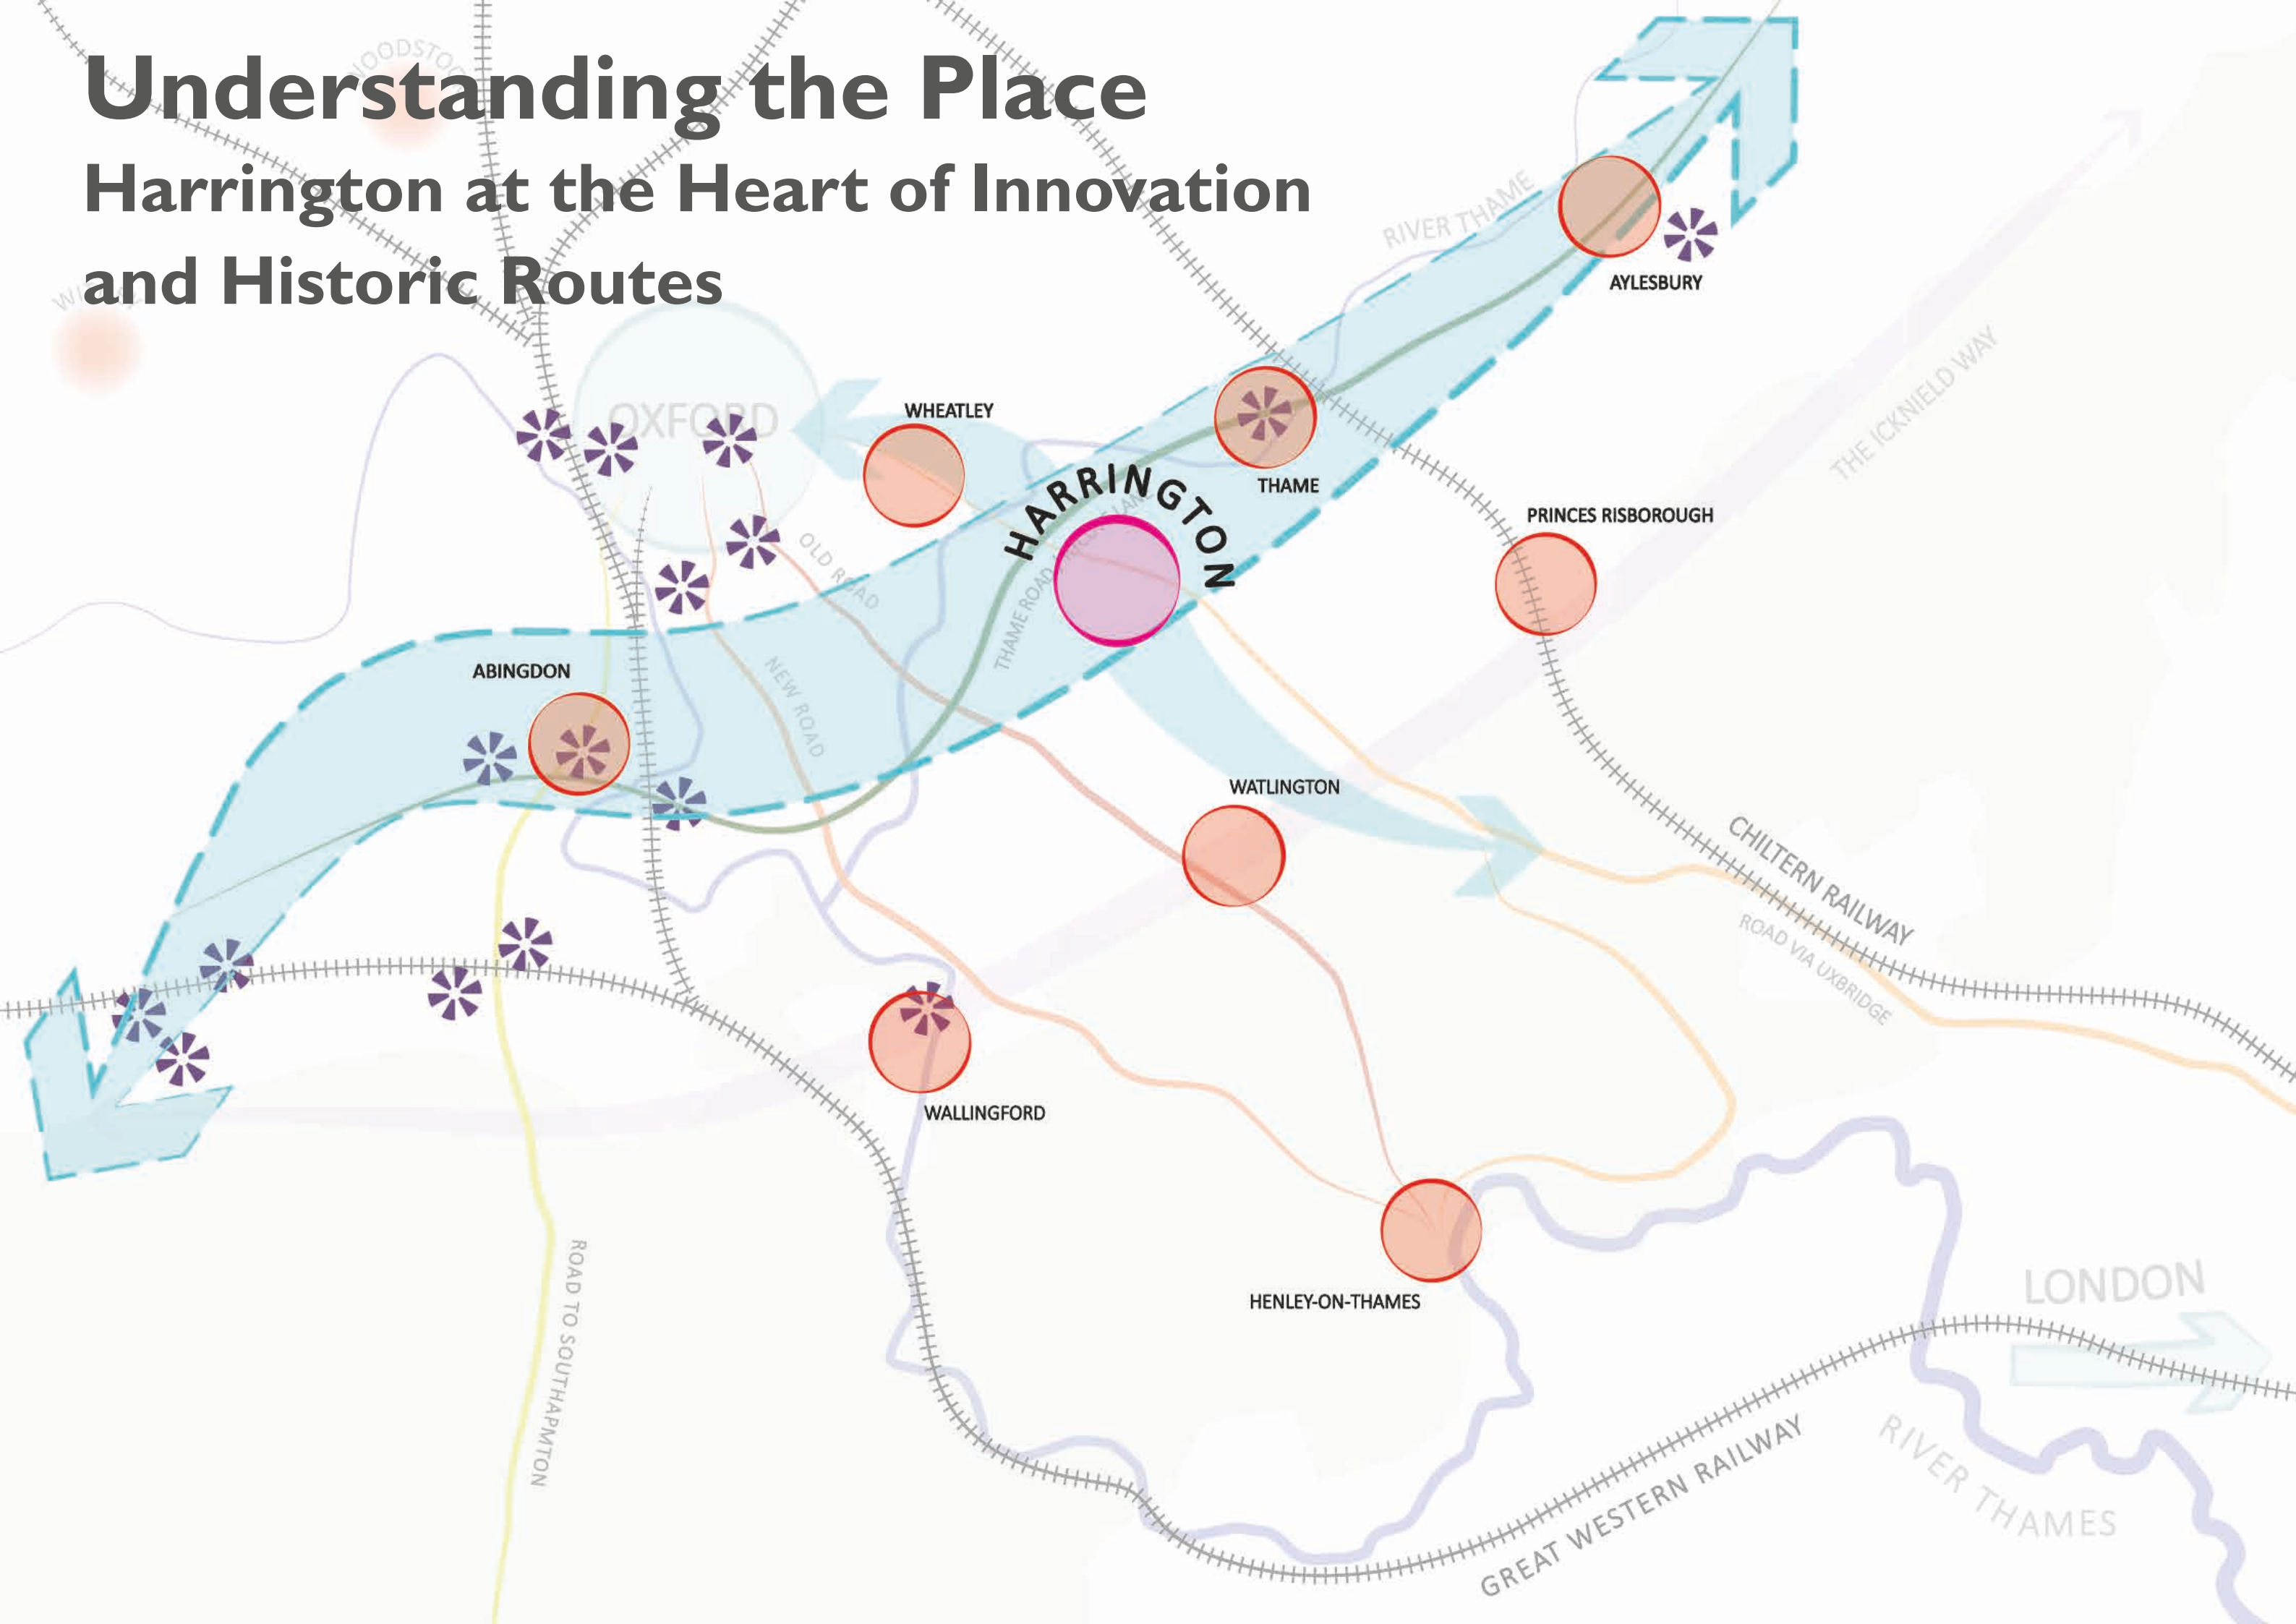 Understanding the Place
Harrington at the Heart of Innovation
and Historic Routes
RIVER THAME
AYLESBURY
OXFORD
WHEATLEY
THAME
HARRINGTON
THE ICKNIELD WAY
PRINCES RISBOROUGH
OLD ROAD
THAME ROAD
NEW ROAD
ABINGDON
WATLINGTON
CHILTERN RAILWAY
ROAD VIA UXBRIDGE
WALLINGFORD
ROAD TO SOUTHAPMTON
HENLEY-ON-THAMES
LONDON
GREAT WESTERN RAILWAY
RIVER THAMES